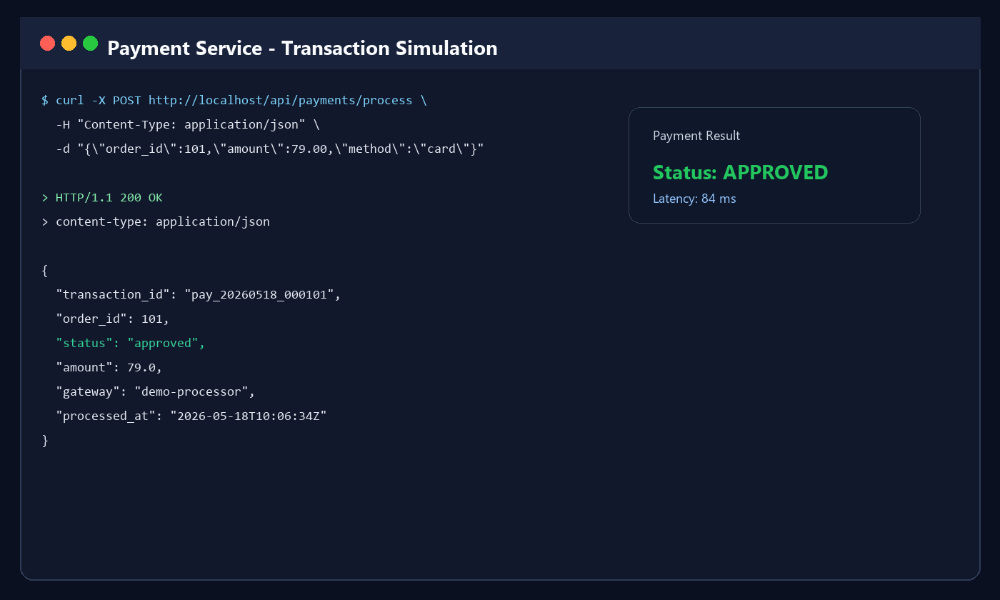 Payment Service - Transaction Simulation
$ curl -X POST http://localhost/api/payments/process \
-H "Content-Type: application/json" \
-d "{\"order_id\":101,\"amount\":79.00,\"method\":\"card\"}"
> HTTP/1.1 200 OK
> content-type: application/json
{
"transaction_id": "pay_20260518_000101",
"order_id": 101,
"status": "approved",
"amount": 79.0,
"gateway": "demo-processor",
"processed_at": "2026-05-18T10:06:34Z"
}
Payment Result
Status: APPROVED
Latency: 84 ms